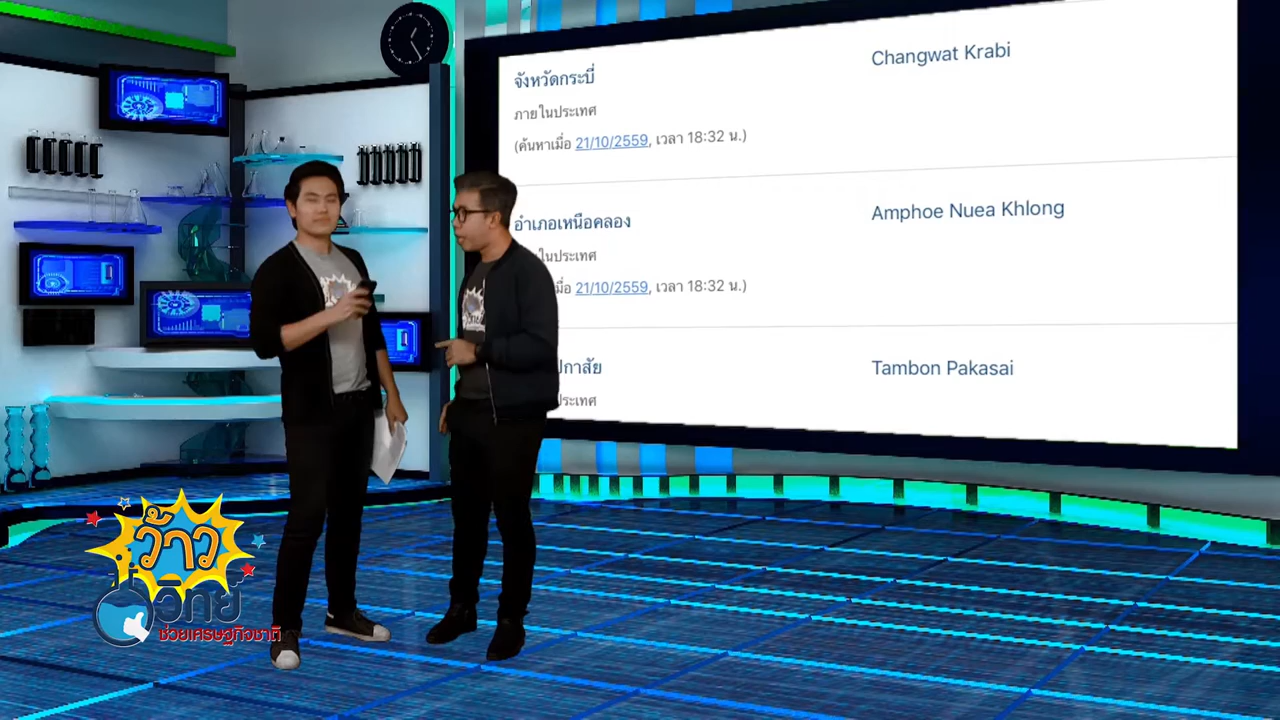 จังหวัดกระบี่
Changwat Krabi
ภายในประเทศ
(ค้นหาเมื่อ 21/10/2559, เวลา 18:32 น.)
อำเภอเหนือคลอง
Amphoe Nuea Khlong
ในประเทศ
21/10/2559, เวลา 18:32 น.)
ปกาสัย
Tambon Pakasai
ประเทศ
ว้าว
วิทย์
ช่วยเศรษฐกิจชาติ